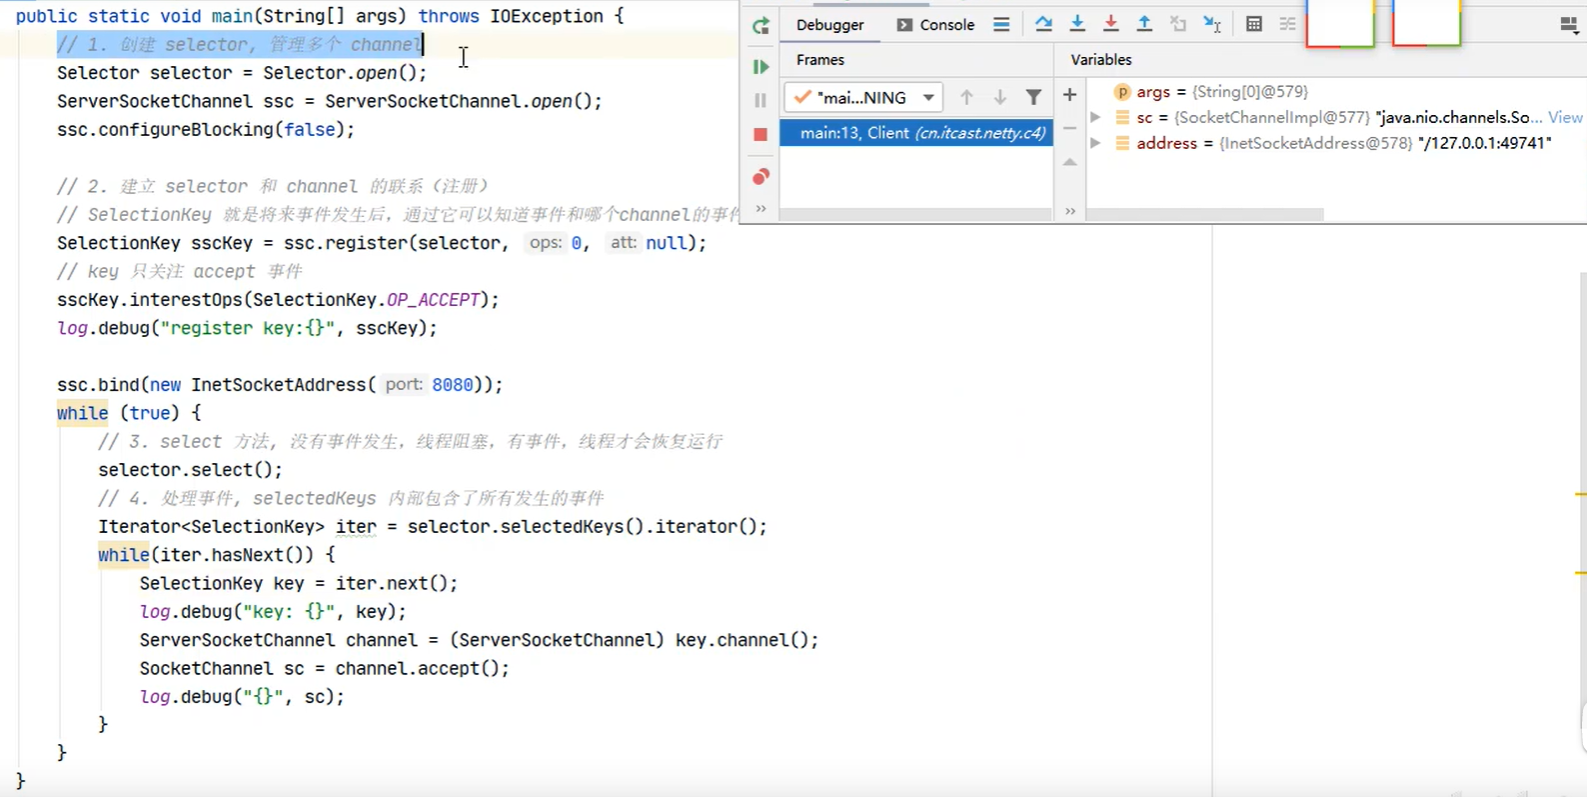 public static void main(String[] args) throws IOException {
// 1. 创建 selector, 管理多个 channel
Selector selector = Selector.open();
ServerSocketChannel ssc = ServerSocketChannel.open();
ssc.configureBlocking(false);
// 2. 建立 selector 和 channel 的联系（注册）
// SelectionKey 就是将来事件发生后，通过它可以知道事件和哪个channel的事件
SelectionKey sscKey = ssc.register(selector, ops: 0, att: null);
// key 只关注 accept 事件
sscKey.interestOps(SelectionKey.OP_ACCEPT);
log.debug("register key:{}", sscKey);
ssc.bind(new InetSocketAddress( port: 8080));
while (true) {
// 3. select 方法, 没有事件发生，线程阻塞，有事件，线程才会恢复运行
selector.select();
// 4. 处理事件, selectedKeys 内部包含了所有发生的事件
Iterator<SelectionKey> iter = selector.selectedKeys().iterator();
while(iter.hasNext()) {
SelectionKey key = iter.next();
log.debug("key: {}", key);
ServerSocketChannel channel = (ServerSocketChannel) key.channel();
SocketChannel sc = channel.accept();
log.debug("{}", sc);
}
}
}
Debugger Console
Frames
"mai...NING
main:13, Client (cn.itcast.netty.c4)
Variables
args = {String[0]@579}
sc = {SocketChannelImpl@577} "java.nio.channels.So... View
address = {InetSocketAddress@578} "/127.0.0.1:49741"